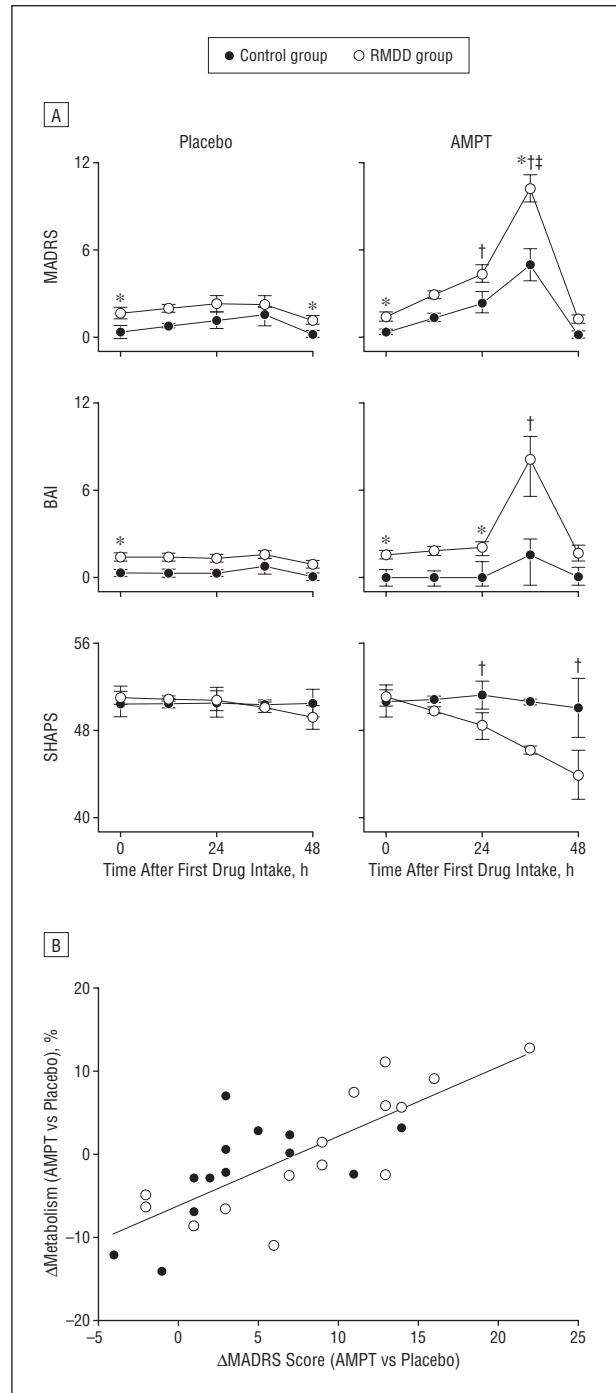 Control group RMDD group
A
Placebo AMPT
12
6
0
MADRS
* *
* † *†‡
12
6
0
BAI
*
* * †
56
48
40
SHAPS
† †
0 24 48 0 24 48
Time After First Drug Intake, h Time After First Drug Intake, h
B
20
10
0
–10
–20
ΔMetabolism (AMPT vs Placebo), %
–5 0 5 10 15 20 25
ΔMADRS Score (AMPT vs Placebo)